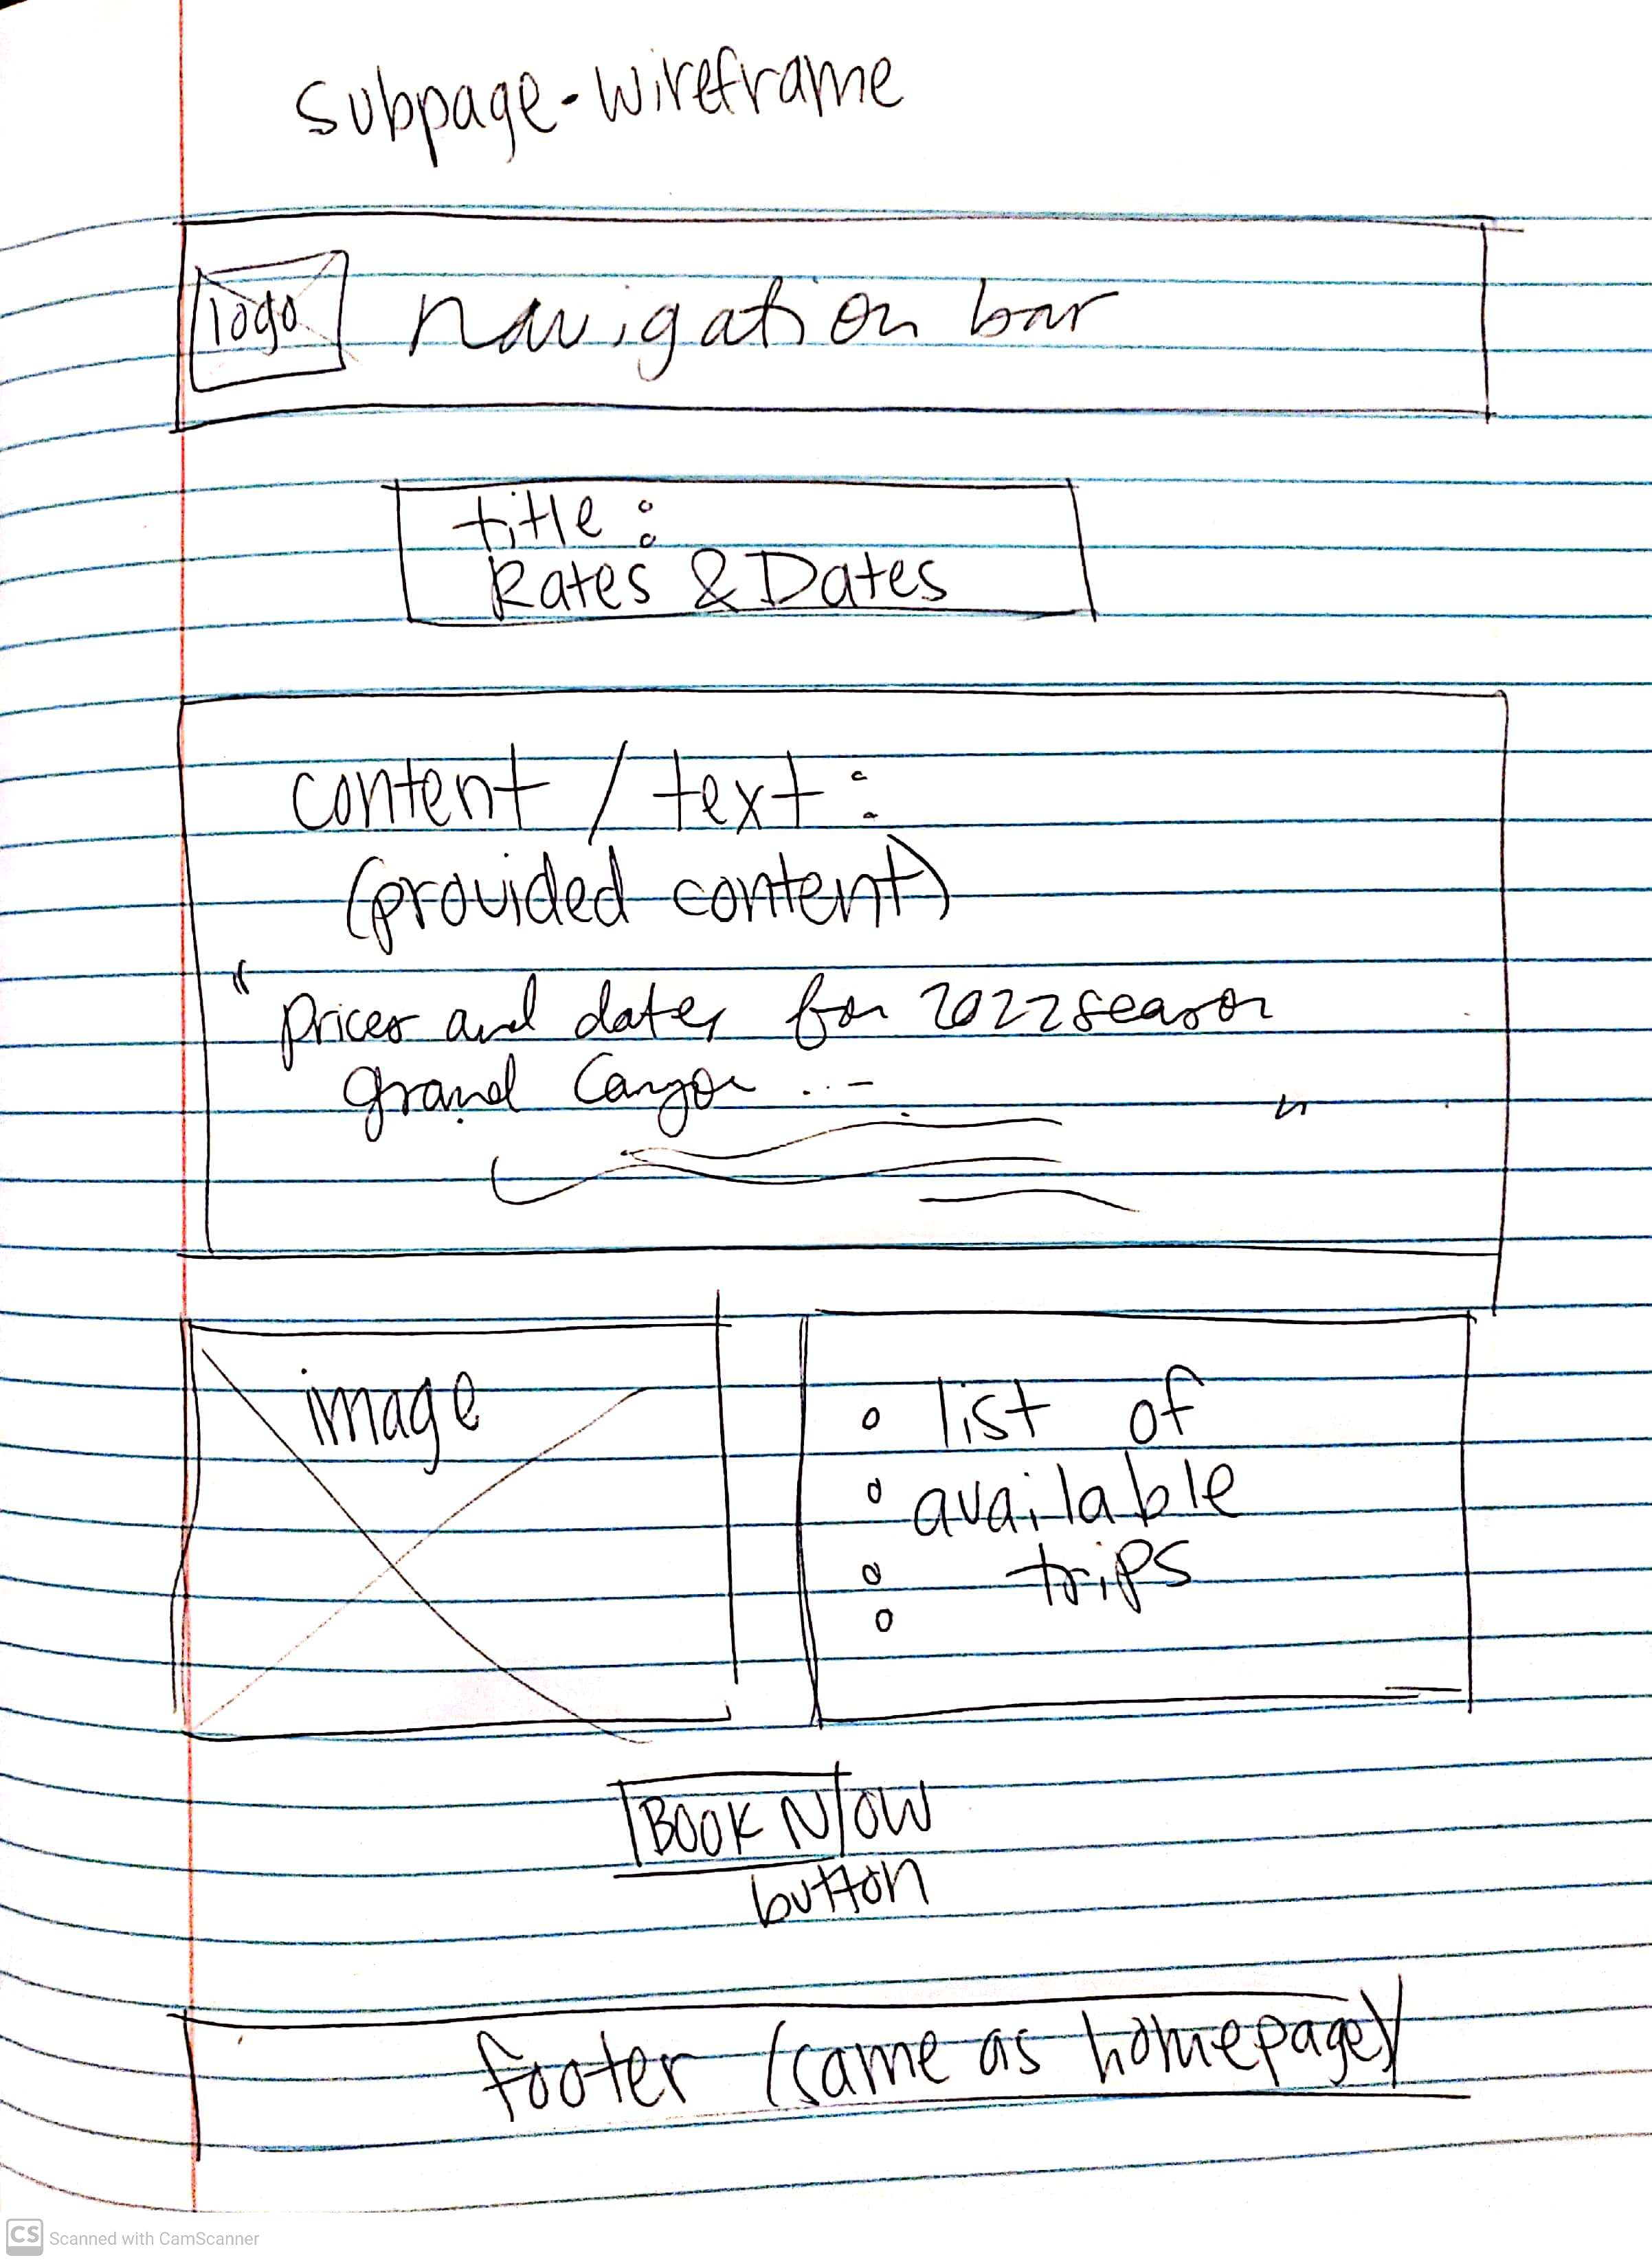 subpage-wireframe
logo navigation bar
title:
Rates & Dates
content / text:
(provided content)
"prices and dates for 2022 season
grand Canyon ... "
image
list of
available
trips
BOOK NOW
button
footer (same as homepage)
CS Scanned with CamScanner